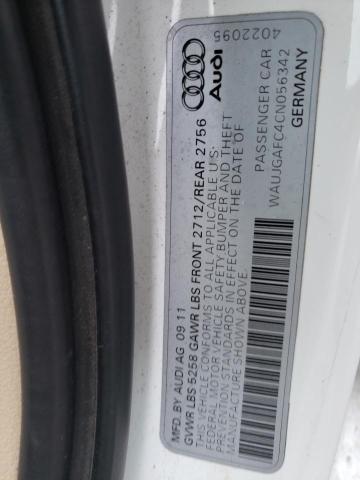 4022095
Audi
MFD. BY AUDI AG 09 11
GVWR LBS 5258 GAWR LBS FRONT 2712/REAR 2756
THIS VEHICLE CONFORMS TO ALL APPLICABLE U.S.
FEDERAL MOTOR VEHICLE SAFETY BUMPER AND THEFT
STANDARDS IN EFFECT ON THE DATE OF
MANUFACTURE SHOWN ABOVE.
PASSENGER CAR
WAUJGAFC4CN056342
GERMANY